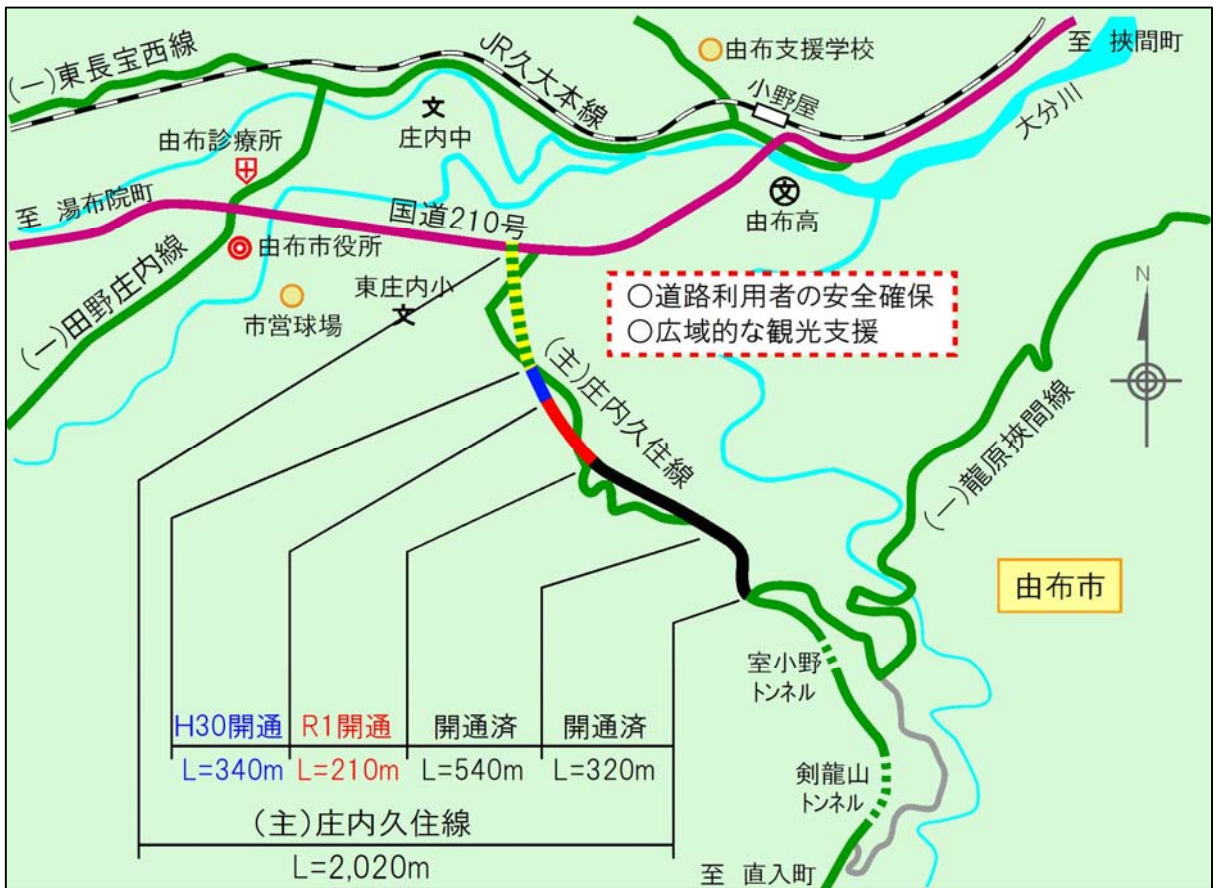 (一)東長宝西線
JR久大本線
由布支援学校
至 挾間町
小野屋
大分川
文
庄内中
由布診療所
文
由布高
至 湯布院町
国道210号
由布市役所
(一)田野庄内線
市営球場
東庄内小
文
○道路利用者の安全確保
○広域的な観光支援
N
(主)庄内久住線
(一)龍原挾間線
由布市
室小野
トンネル
剣龍山
トンネル
至 直入町
H30開通
R1開通
開通済
開通済
L=340m
L=210m
L=540m
L=320m
(主)庄内久住線
L=2,020m